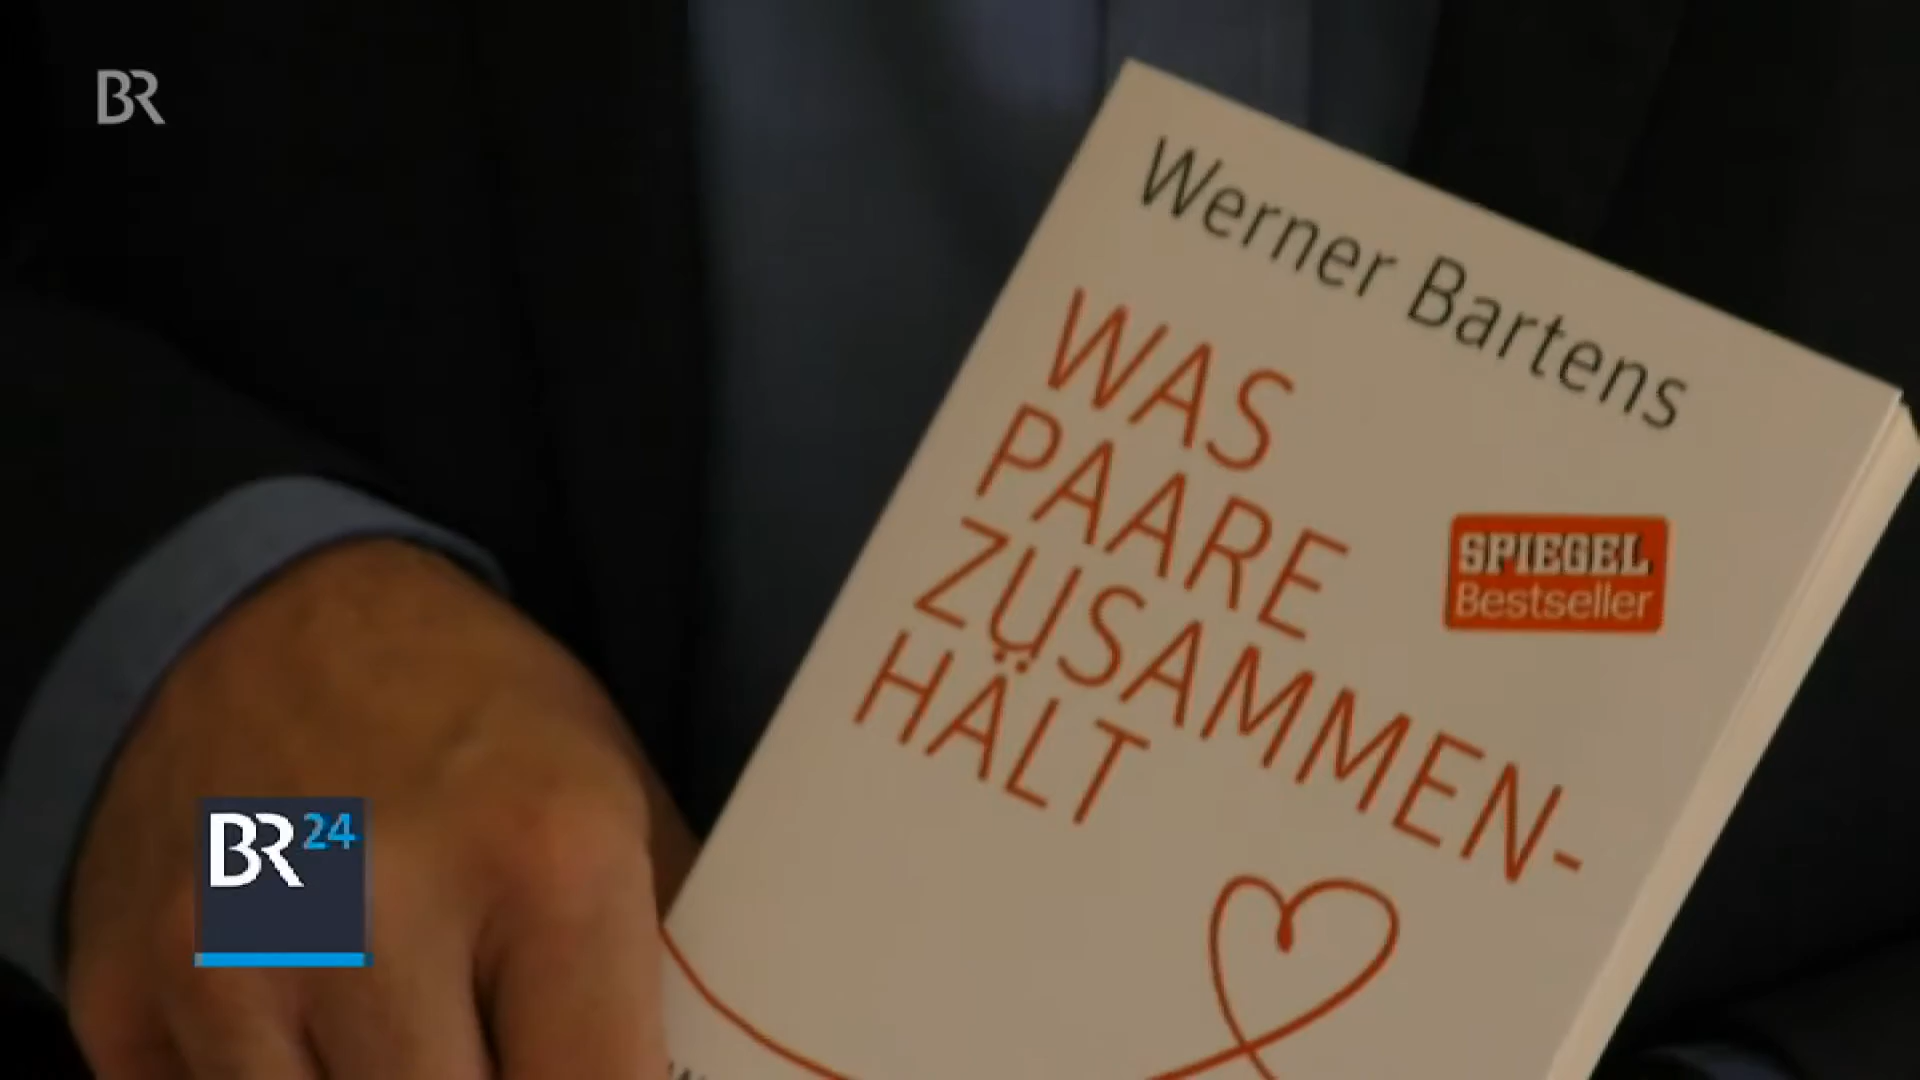 BR
Werner Bartens
WAS
PAARE
ZUSAMMEN-
HÄLT
SPIEGEL
Bestseller
BR24